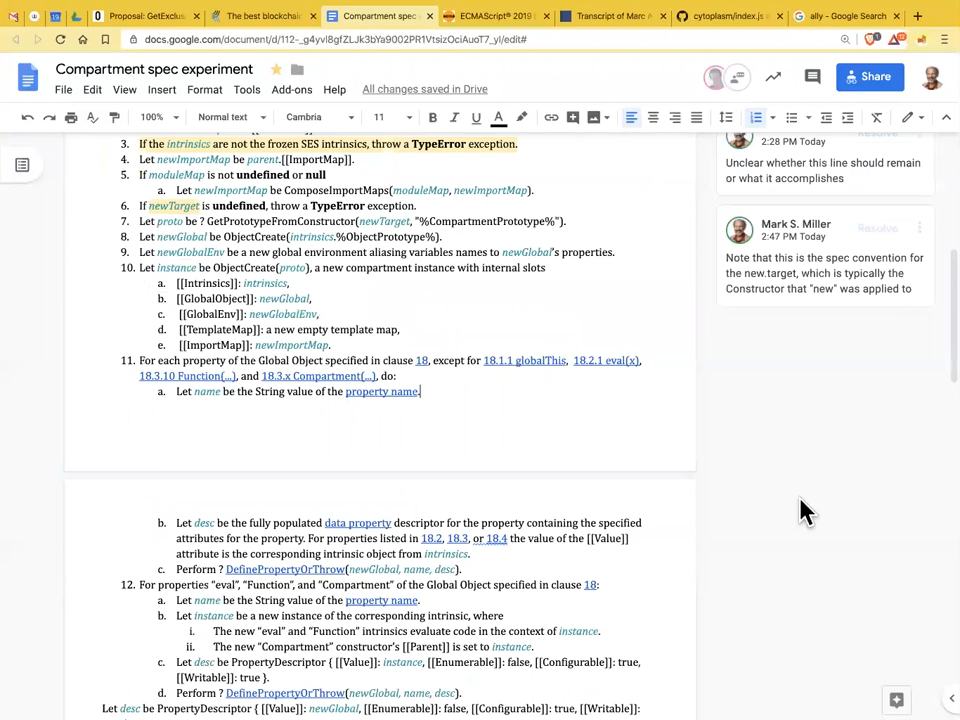 Proposal: GetExclus
The best blockchai
Compartment spec
ECMAScript® 2019
Transcript of Marc A
cytoplasm/index.js
ally - Google Search
docs.google.com/document/d/112-_g4yvl8gfZLJk3bYa9002PR1VtsizOciAuoT7_yI/edit#
Compartment spec experiment
File Edit View Insert Format Tools Add-ons Help All changes saved in Drive
Share
100% Normal text Cambria 11
3. If the intrinsics are not the frozen SES intrinsics, throw a TypeError exception.
4. Let newImportMap be parent.[[ImportMap]].
5. If moduleMap is not undefined or null
a. Let newImportMap be ComposeImportMaps(moduleMap, newImportMap).
6. If newTarget is undefined, throw a TypeError exception.
7. Let proto be ? GetPrototypeFromConstructor(newTarget, "%CompartmentPrototype%").
8. Let newGlobal be ObjectCreate(intrinsics.%ObjectPrototype%).
9. Let newGlobalEnv be a new global environment aliasing variables names to newGlobal's properties.
10. Let instance be ObjectCreate(proto), a new compartment instance with internal slots
a. [[Intrinsics]: intrinsics,
b. [[GlobalObject]: newGlobal,
c. [[GlobalEnv]: newGlobalEnv,
d. [[TemplateMap]]: a new empty template map,
e. [[ImportMap]: newImportMap.
11. For each property of the Global Object specified in clause 18, except for 18.1.1 globalThis, 18.2.1 eval(x),
18.3.10 Function(...), and 18.3.x Compartment(...), do:
a. Let name be the String value of the property name.
b. Let desc be the fully populated data property descriptor for the property containing the specified
attributes for the property. For properties listed in 18.2, 18.3, or 18.4 the value of the [[Value]]
attribute is the corresponding intrinsic object from intrinsics.
c. Perform ? DefinePropertyOrThrow(newGlobal, name, desc).
12. For properties “eval”, “Function”, and “Compartment” of the Global Object specified in clause 18:
a. Let name be the String value of the property name.
b. Let instance be a new instance of the corresponding intrinsic, where
i. The new “eval” and “Function” intrinsics evaluate code in the context of instance.
ii. The new “Compartment” constructor's [[Parent]] is set to instance.
c. Let desc be PropertyDescriptor { [[Value]]: instance, [[Enumerable]]: false, [[Configurable]]: true,
[[Writable]]: true }.
d. Perform ? DefinePropertyOrThrow(newGlobal, name, desc).
Let desc be PropertyDescriptor { [[Value]]: newGlobal, [[Enumerable]]: false, [[Configurable]]: true, [[Writable]]:
2:28 PM Today
Resolve
Unclear whether this line should remain
or what it accomplishes
Mark S. Miller
Resolve
2:47 PM Today
Note that this is the spec convention for
the new.target, which is typically the
Constructor that "new" was applied to